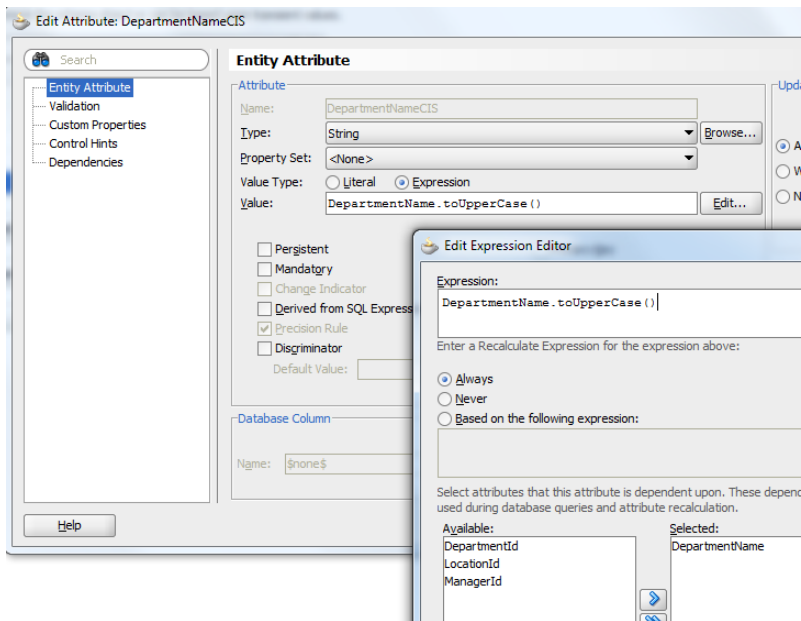 Edit Attribute: DepartmentNameCIS
Search
Entity Attribute
Validation
Custom Properties
Control Hints
Dependencies
Help
Entity Attribute
Attribute
Name: DepartmentNameCIS
Type: String Browse...
Property Set: <None>
Value Type: Literal Expression
Value: DepartmentName.toUpperCase() Edit...
Persistent
Mandatory
Change Indicator
Derived from SQL Express
Precision Rule
Discriminator
Default Value:
Database Column
Name: $none$
Upda
A
W
N
Edit Expression Editor
Expression:
DepartmentName.toUpperCase()
Enter a Recalculate Expression for the expression above:
Always
Never
Based on the following expression:
Select attributes that this attribute is dependent upon. These depend
used during database queries and attribute recalculation.
Available: Selected:
DepartmentId DepartmentName
LocationId
ManagerId